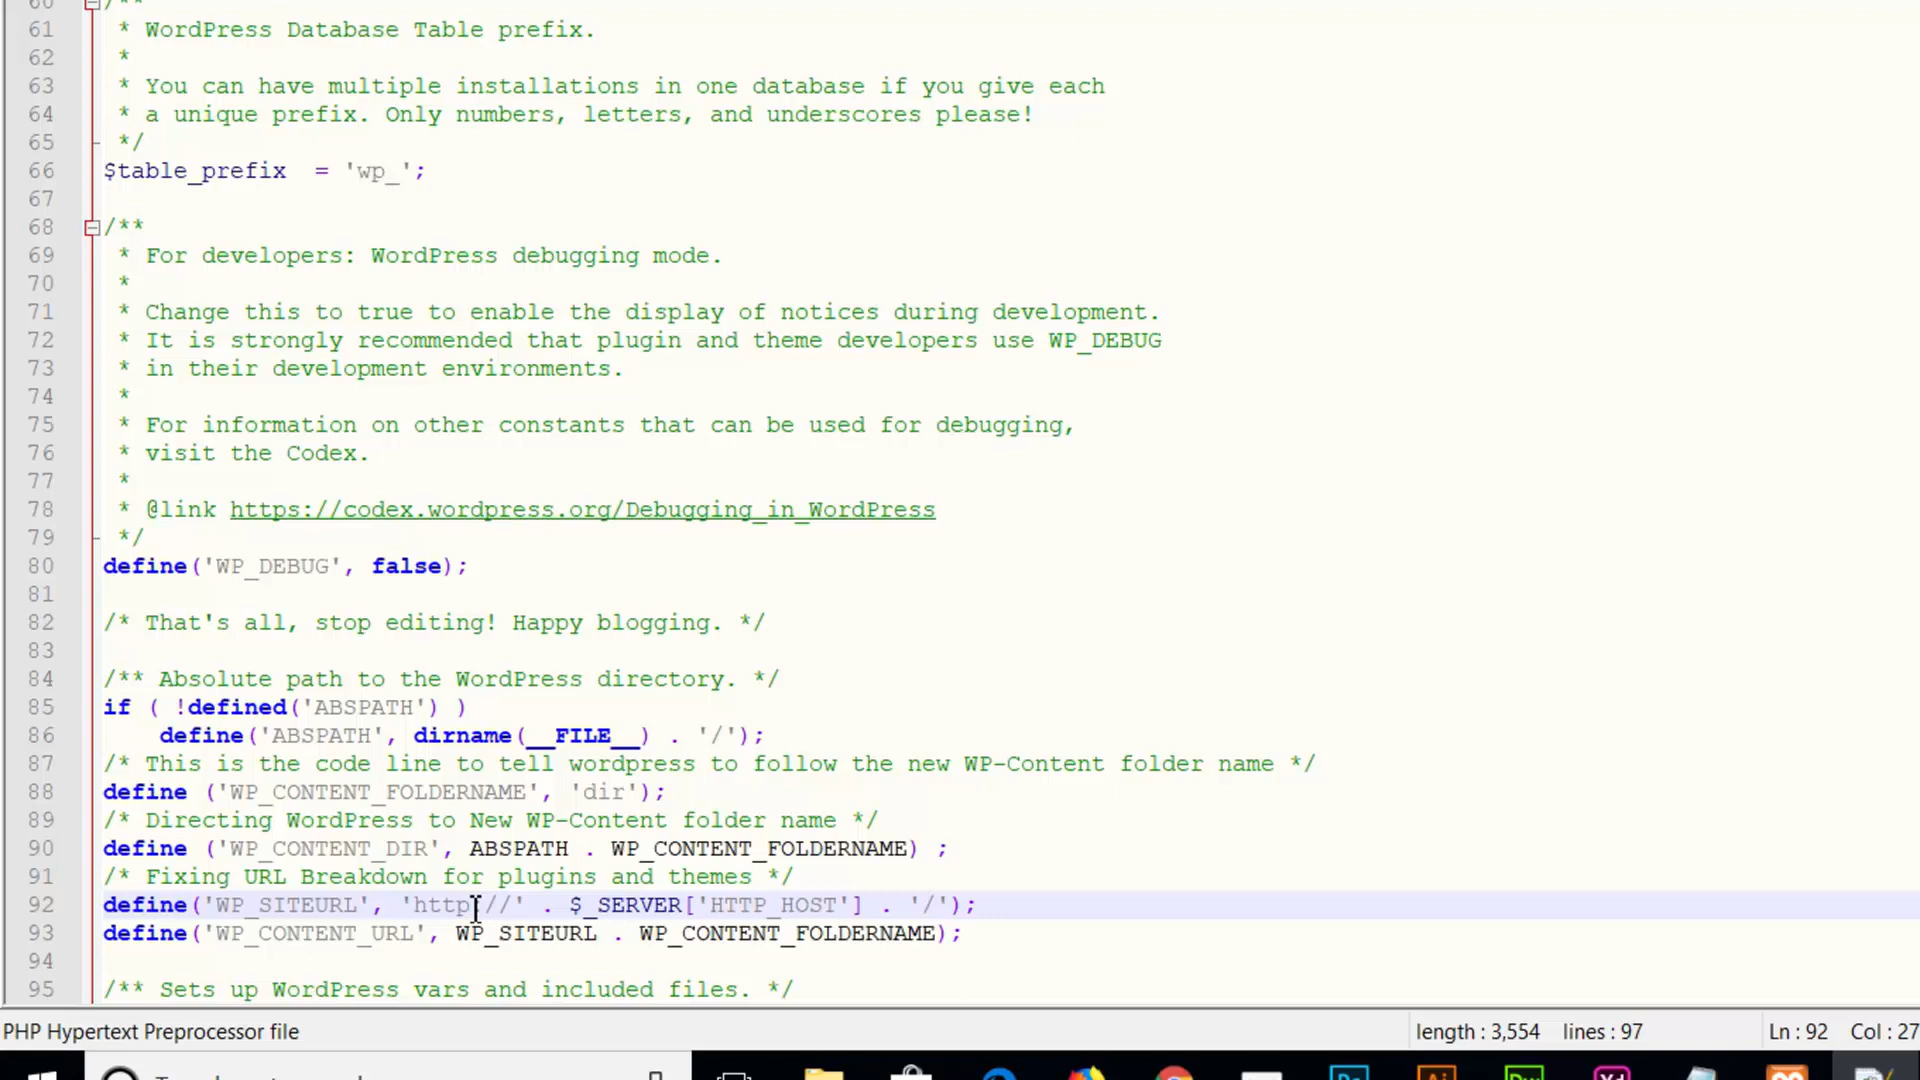 60 /**
61 * WordPress Database Table prefix.
62 *
63 * You can have multiple installations in one database if you give each
64 * a unique prefix. Only numbers, letters, and underscores please!
65 */
66 $table_prefix  = 'wp_';
67
68 /**
69 * For developers: WordPress debugging mode.
70 *
71 * Change this to true to enable the display of notices during development.
72 * It is strongly recommended that plugin and theme developers use WP_DEBUG
73 * in their development environments.
74 *
75 * For information on other constants that can be used for debugging,
76 * visit the Codex.
77 *
78 * @link https://codex.wordpress.org/Debugging_in_WordPress
79 */
80 define('WP_DEBUG', false);
81
82 /* That's all, stop editing! Happy blogging. */
83
84 /** Absolute path to the WordPress directory. */
85 if ( !defined('ABSPATH') )
86 define('ABSPATH', dirname(__FILE__) . '/');
87 /* This is the code line to tell wordpress to follow the new WP-Content folder name */
88 define ('WP_CONTENT_FOLDERNAME', 'dir');
89 /* Directing WordPress to New WP-Content folder name */
90 define ('WP_CONTENT_DIR', ABSPATH . WP_CONTENT_FOLDERNAME) ;
91 /* Fixing URL Breakdown for plugins and themes */
92 define('WP_SITEURL', 'http://' . $_SERVER['HTTP_HOST'] . '/');
93 define('WP_CONTENT_URL', WP_SITEURL . WP_CONTENT_FOLDERNAME);
94
95 /** Sets up WordPress vars and included files. */
PHP Hypertext Preprocessor file
length : 3,554 lines : 97
Ln : 92 Col : 27